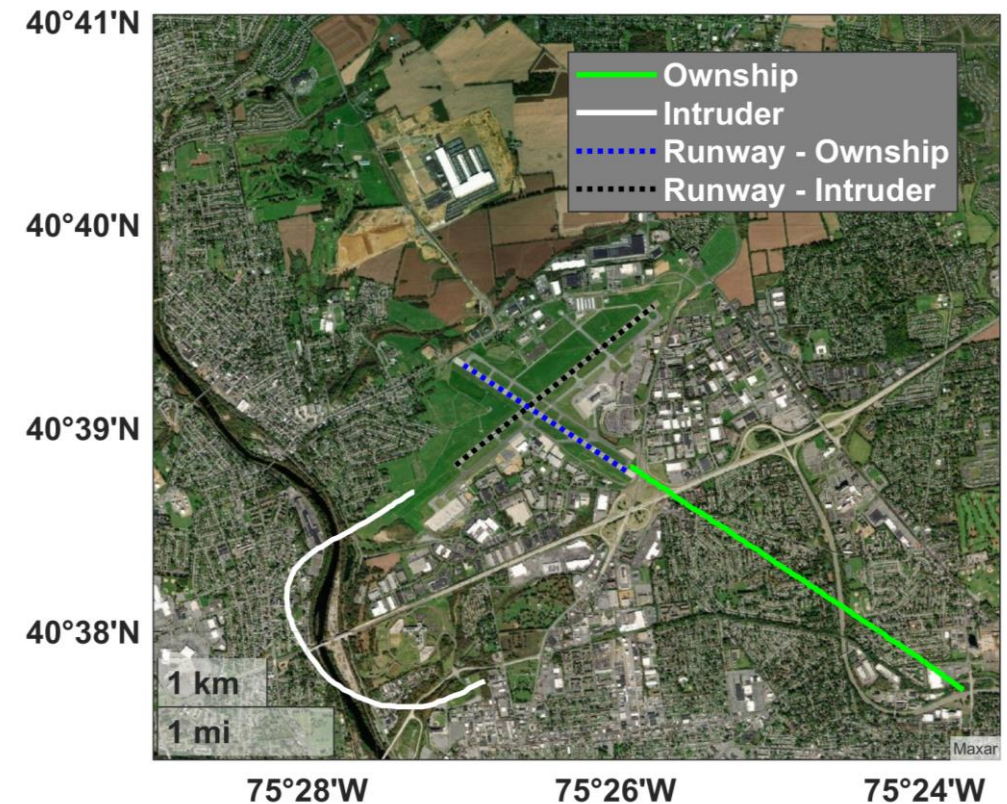 40°41'N
Ownship
Intruder
Runway - Ownship
Runway - Intruder
40°40'N
40°39'N
40°38'N
1 km
1 mi
Maxar
75°28'W 75°26'W 75°24'W